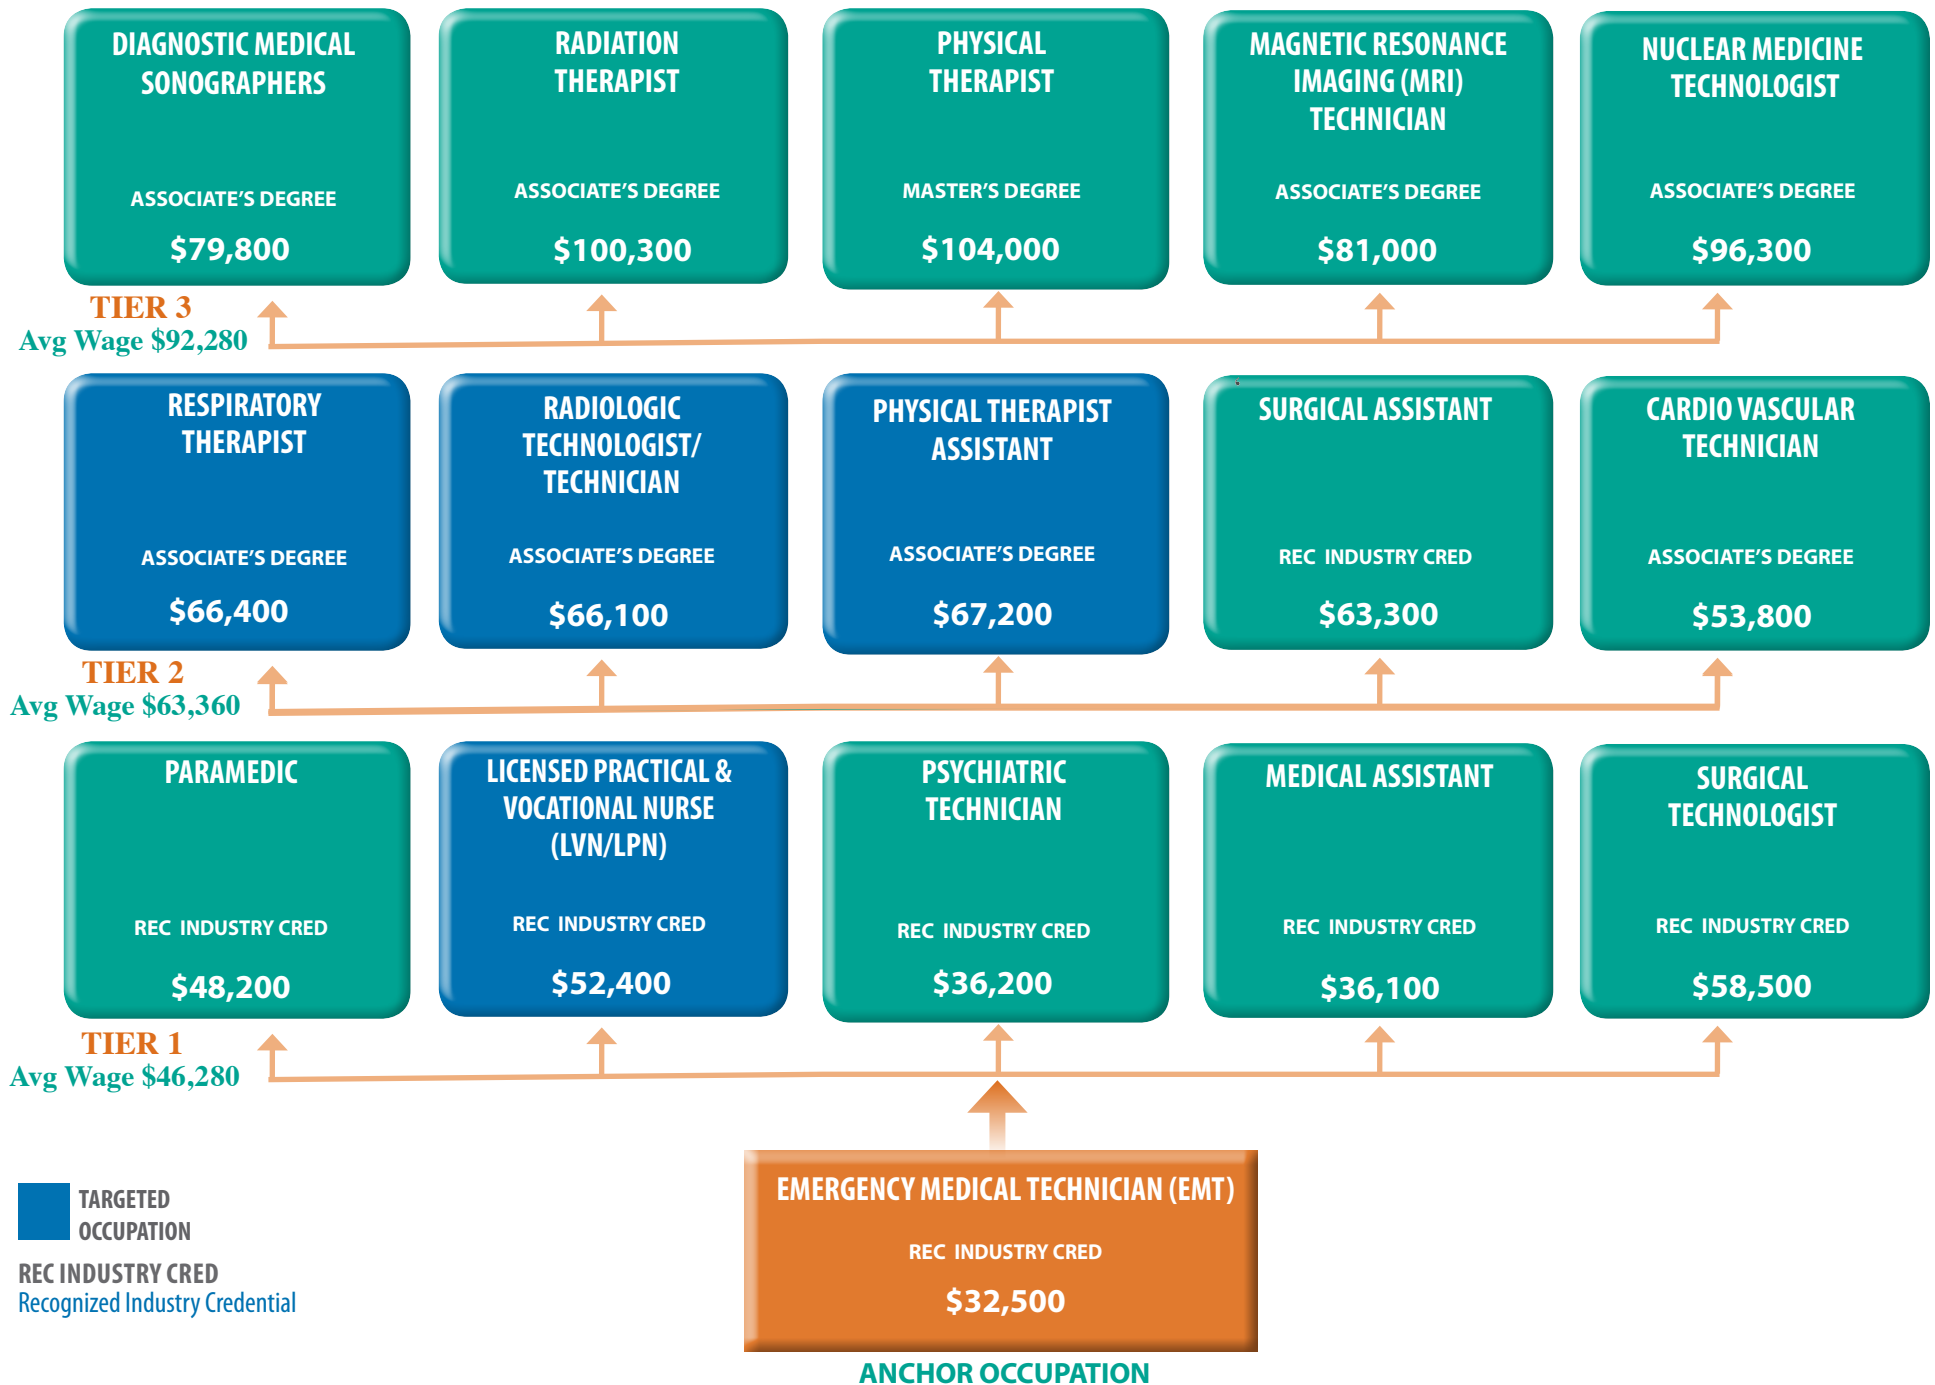 DIAGNOSTIC MEDICAL
SONOGRAPHERS
ASSOCIATE'S DEGREE
$79,800
RADIATION
THERAPIST
ASSOCIATE'S DEGREE
$100,300
PHYSICAL
THERAPIST
MASTER'S DEGREE
$104,000
MAGNETIC RESONANCE
IMAGING (MRI)
TECHNICIAN
ASSOCIATE'S DEGREE
$81,000
NUCLEAR MEDICINE
TECHNOLOGIST
ASSOCIATE'S DEGREE
$96,300
TIER 3
Avg Wage $92,280
RESPIRATORY
THERAPIST
ASSOCIATE'S DEGREE
$66,400
RADIOLOGIC
TECHNOLOGIST/
TECHNICIAN
ASSOCIATE'S DEGREE
$66,100
PHYSICAL THERAPIST
ASSISTANT
ASSOCIATE'S DEGREE
$67,200
SURGICAL ASSISTANT
REC INDUSTRY CRED
$63,300
CARDIO VASCULAR
TECHNICIAN
ASSOCIATE'S DEGREE
$53,800
TIER 2
Avg Wage $63,360
PARAMEDIC
REC INDUSTRY CRED
$48,200
LICENSED PRACTICAL &
VOCATIONAL NURSE
(LVN/LPN)
REC INDUSTRY CRED
$52,400
PSYCHIATRIC
TECHNICIAN
REC INDUSTRY CRED
$36,200
MEDICAL ASSISTANT
REC INDUSTRY CRED
$36,100
SURGICAL
TECHNOLOGIST
REC INDUSTRY CRED
$58,500
TIER 1
Avg Wage $46,280
EMERGENCY MEDICAL TECHNICIAN (EMT)
REC INDUSTRY CRED
$32,500
ANCHOR OCCUPATION
TARGETED
OCCUPATION
REC INDUSTRY CRED
Recognized Industry Credential